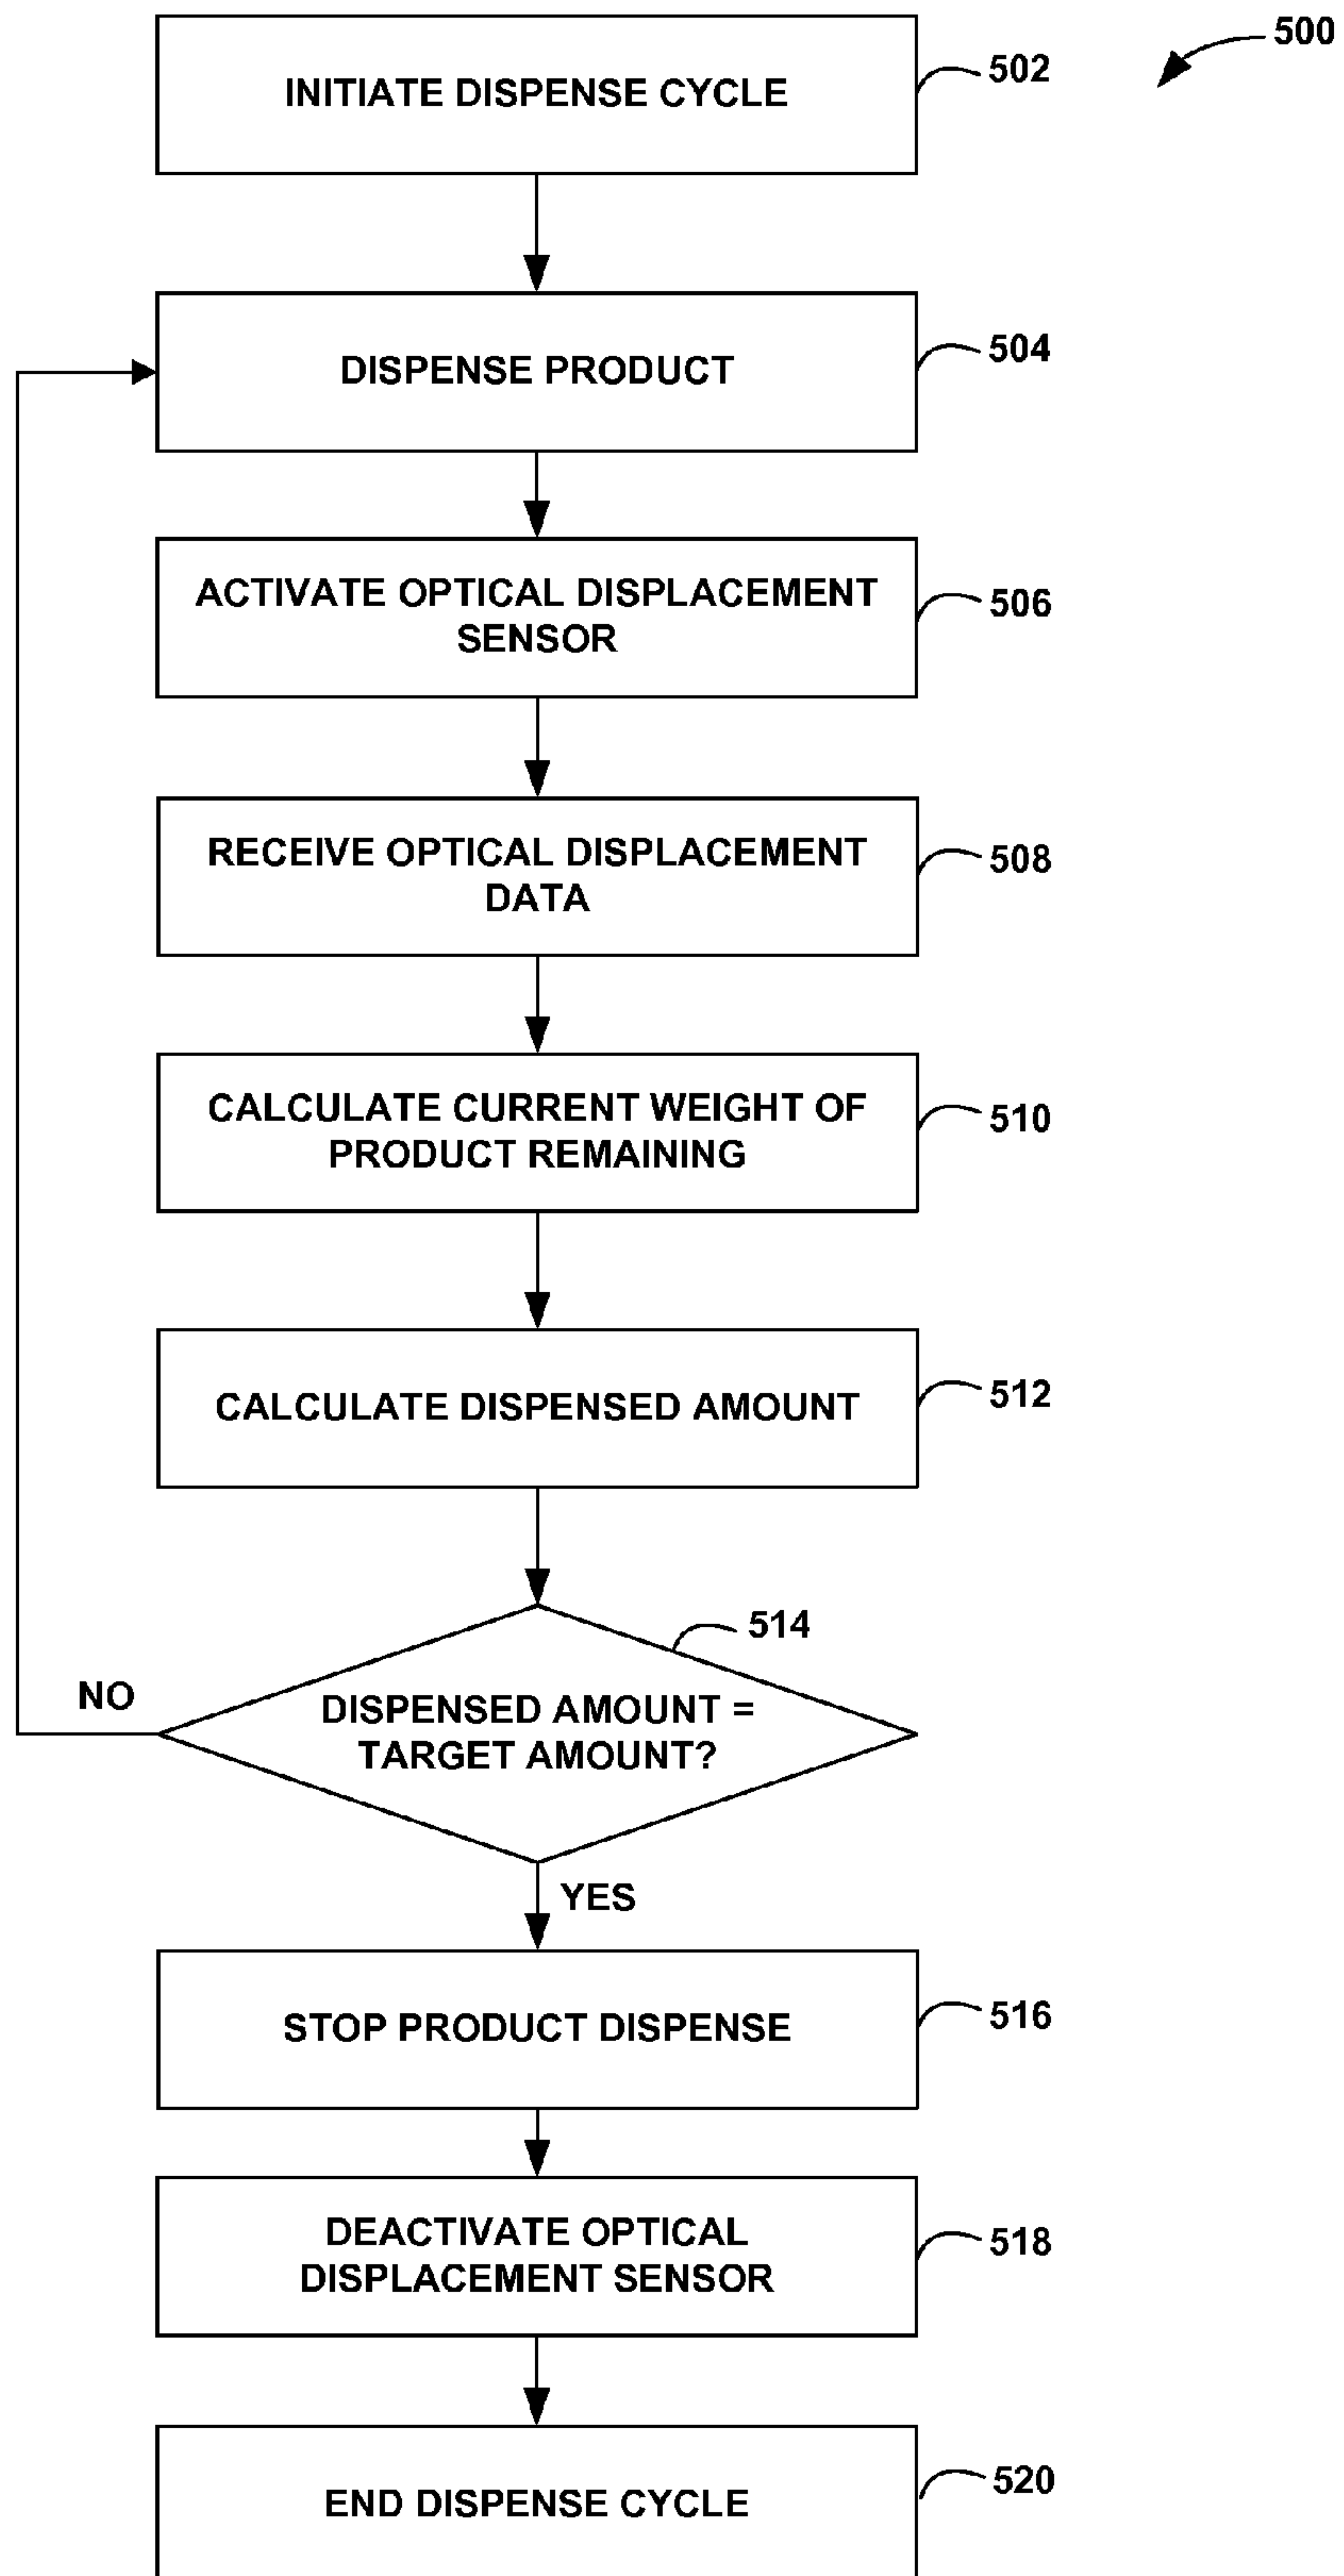 500
INITIATE DISPENSE CYCLE
502
DISPENSE PRODUCT
504
ACTIVATE OPTICAL DISPLACEMENT
SENSOR
506
RECEIVE OPTICAL DISPLACEMENT
DATA
508
CALCULATE CURRENT WEIGHT OF
PRODUCT REMAINING
510
CALCULATE DISPENSED AMOUNT
512
514
DISPENSED AMOUNT =
TARGET AMOUNT?
NO
YES
STOP PRODUCT DISPENSE
516
DEACTIVATE OPTICAL
DISPLACEMENT SENSOR
518
END DISPENSE CYCLE
520